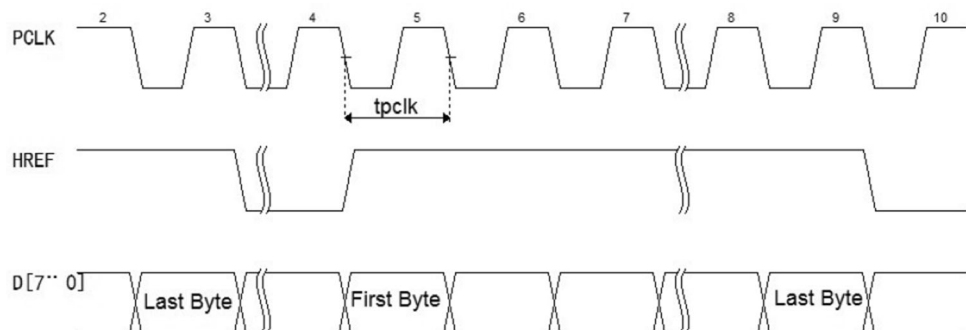 2 3 4 5 6 7 8 9 10
PCLK
tpclk
HREF
D[7¨ 0]
Last Byte First Byte Last Byte